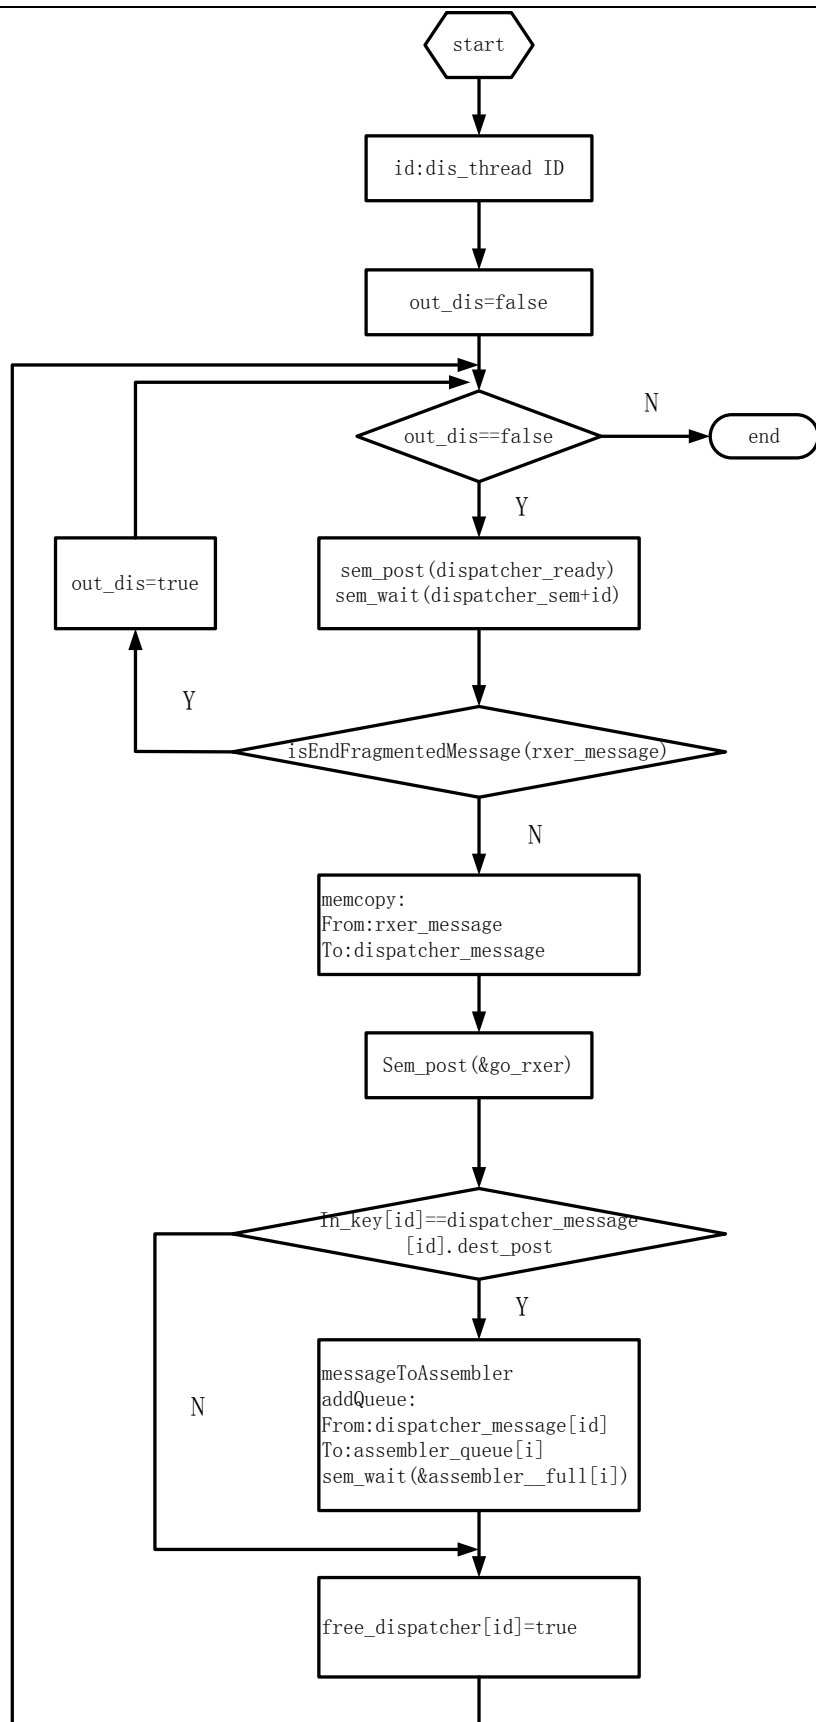 start
id:dis_thread ID
out_dis=false
out_dis==false
N
end
Y
sem_post(dispatcher_ready)
sem_wait(dispatcher_sem+id)
out_dis=true
Y
isEndFragmentedMessage(rxer_message)
N
memcopy:
From:rxer_message
To:dispatcher_message
Sem_post(&go_rxer)
In_key[id]==dispatcher_message
[id].dest_post
Y
N
messageToAssembler
addQueue:
From:dispatcher_message[id]
To:assembler_queue[i]
sem_wait(&assembler__full[i])
free_dispatcher[id]=true